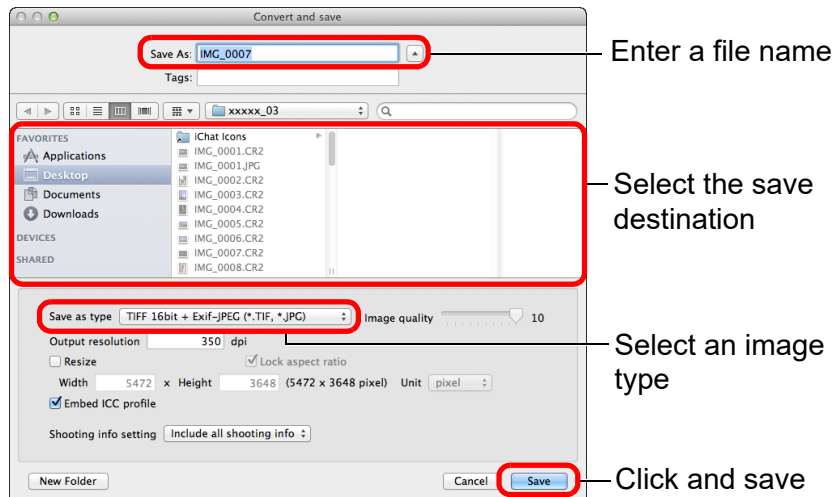 Convert and save
Save As: IMG_0007
Enter a file name
Tags:
xxxxx_03
FAVORITES
Applications
Desktop
Documents
Downloads
DEVICES
SHARED
iChat Icons
IMG_0001.CR2
IMG_0001.JPG
IMG_0002.CR2
IMG_0003.CR2
IMG_0004.CR2
IMG_0005.CR2
IMG_0006.CR2
IMG_0007.CR2
IMG_0008.CR2
Select the save
destination
Save as type TIFF 16bit + Exif-JPEG (*.TIF, *.JPG) Image quality 10
Output resolution 350 dpi
Resize Lock aspect ratio
Width 5472 x Height 3648 (5472 x 3648 pixel) Unit pixel
Embed ICC profile
Select an image
type
Shooting info setting Include all shooting info
New Folder Cancel Save
Click and save